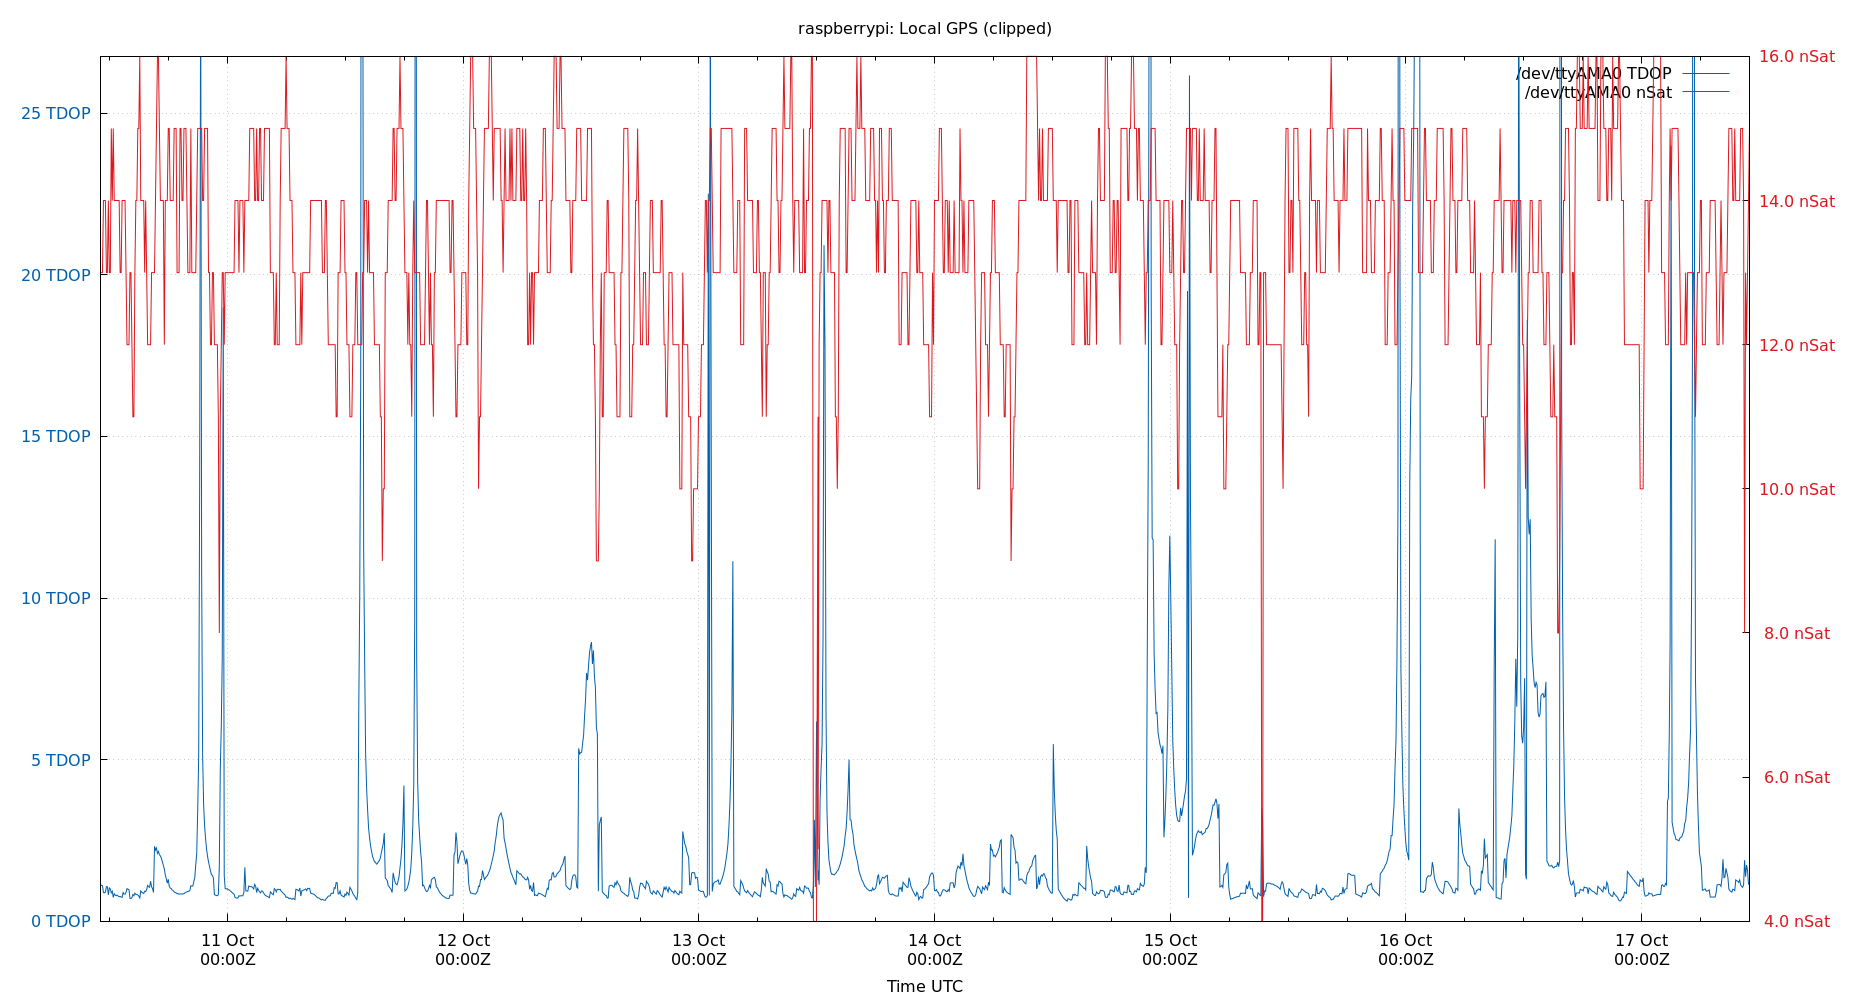 raspberrypi: Local GPS (clipped)
/dev/ttyAMA0 TDOP
/dev/ttyAMA0 nSat
25 TDOP
20 TDOP
15 TDOP
10 TDOP
5 TDOP
0 TDOP
16.0 nSat
14.0 nSat
12.0 nSat
10.0 nSat
8.0 nSat
6.0 nSat
4.0 nSat
11 Oct
00:00Z
12 Oct
00:00Z
13 Oct
00:00Z
14 Oct
00:00Z
15 Oct
00:00Z
16 Oct
00:00Z
17 Oct
00:00Z
Time UTC